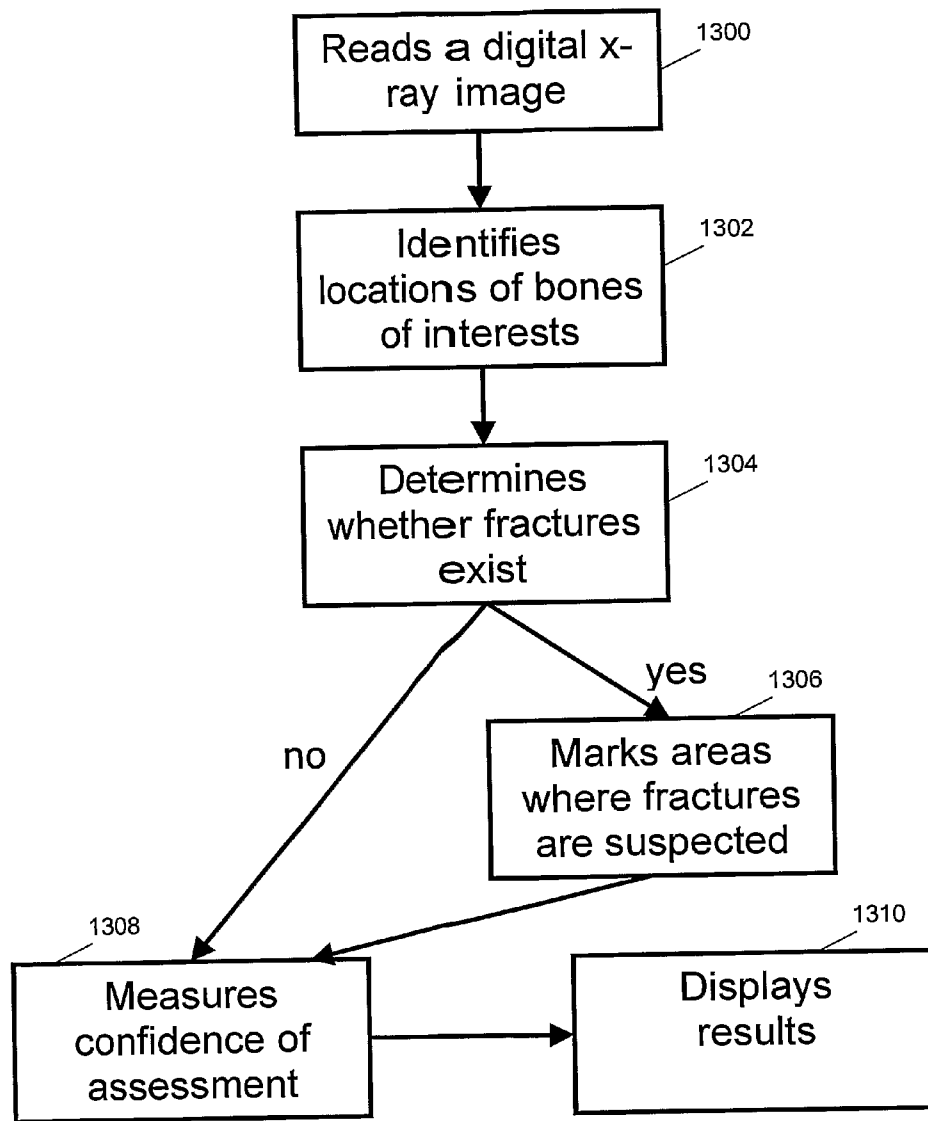 Reads a digital x-
ray image
1300
Identifies
locations of bones
of interests
1302
Determines
whether fractures
exist
1304
yes
no
1306
Marks areas
where fractures
are suspected
1308
Measures
confidence of
assessment
1310
Displays
results